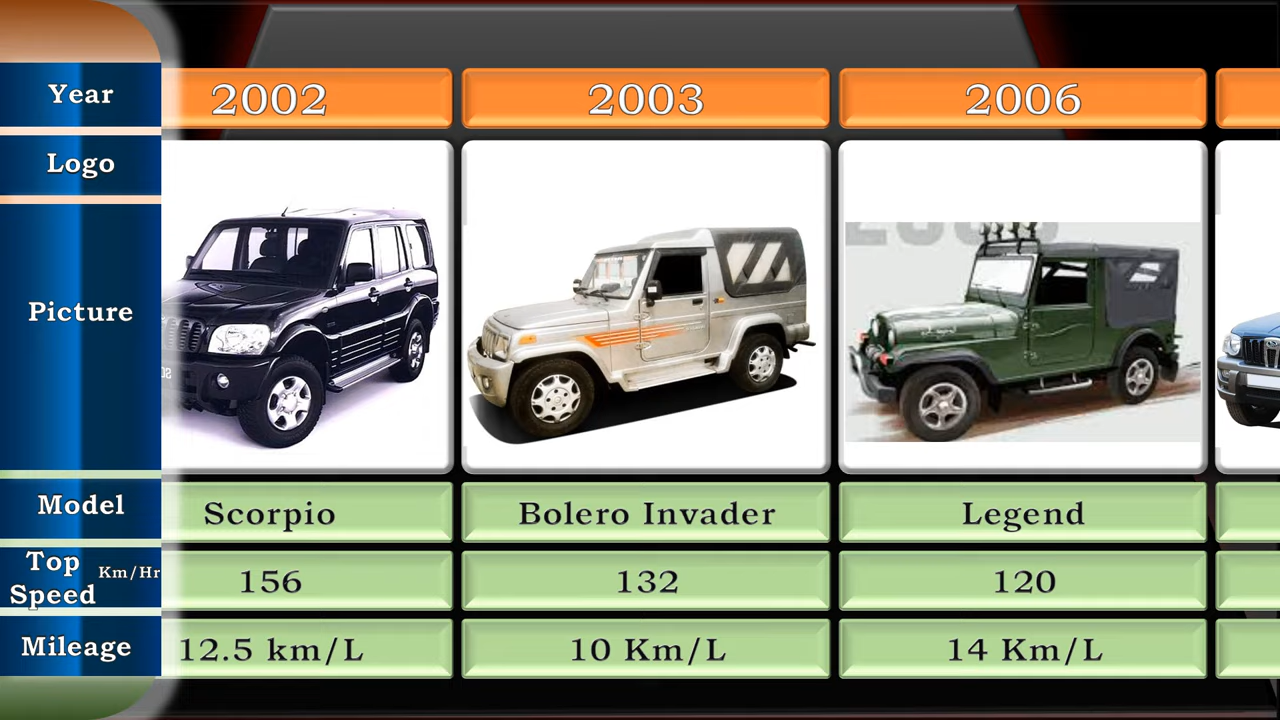 Year
2002
2003
2006
Logo
Picture
Model
Scorpio
Bolero Invader
Legend
Top Speed Km/Hr
156
132
120
Mileage
12.5 km/L
10 Km/L
14 Km/L